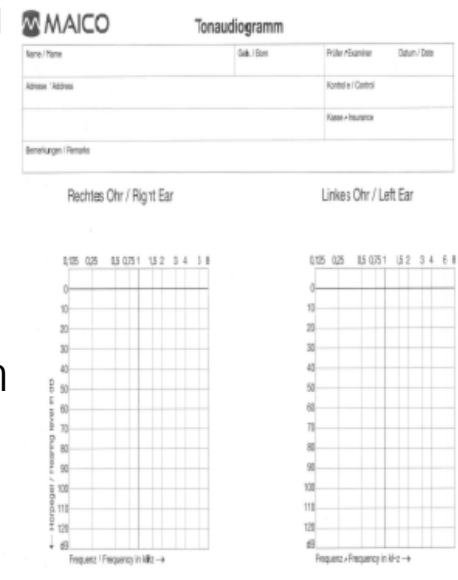 MAICO Tonaudiogramm
Name / Name Geb. / Born Prüfer / Examiner Datum / Date
Adresse / Address Kontrolle / Control
Kasse / Insurance
Bemerkungen / Remarks
Rechtes Ohr / Right Ear Linkes Ohr / Left Ear
0,125 0,25 0,5 0,75 1 1,5 2 3 4 6 8 0,125 0,25 0,5 0,75 1 1,5 2 3 4 6 8
0 0
10 10
20 20
30 30
40 40
50 50
60 60
70 70
80 80
90 90
100 100
110 110
120 120
dB dB
← Hörpegel / Hearing level in dB
Frequenz / Frequency in kHz → Frequenz / Frequency in kHz →